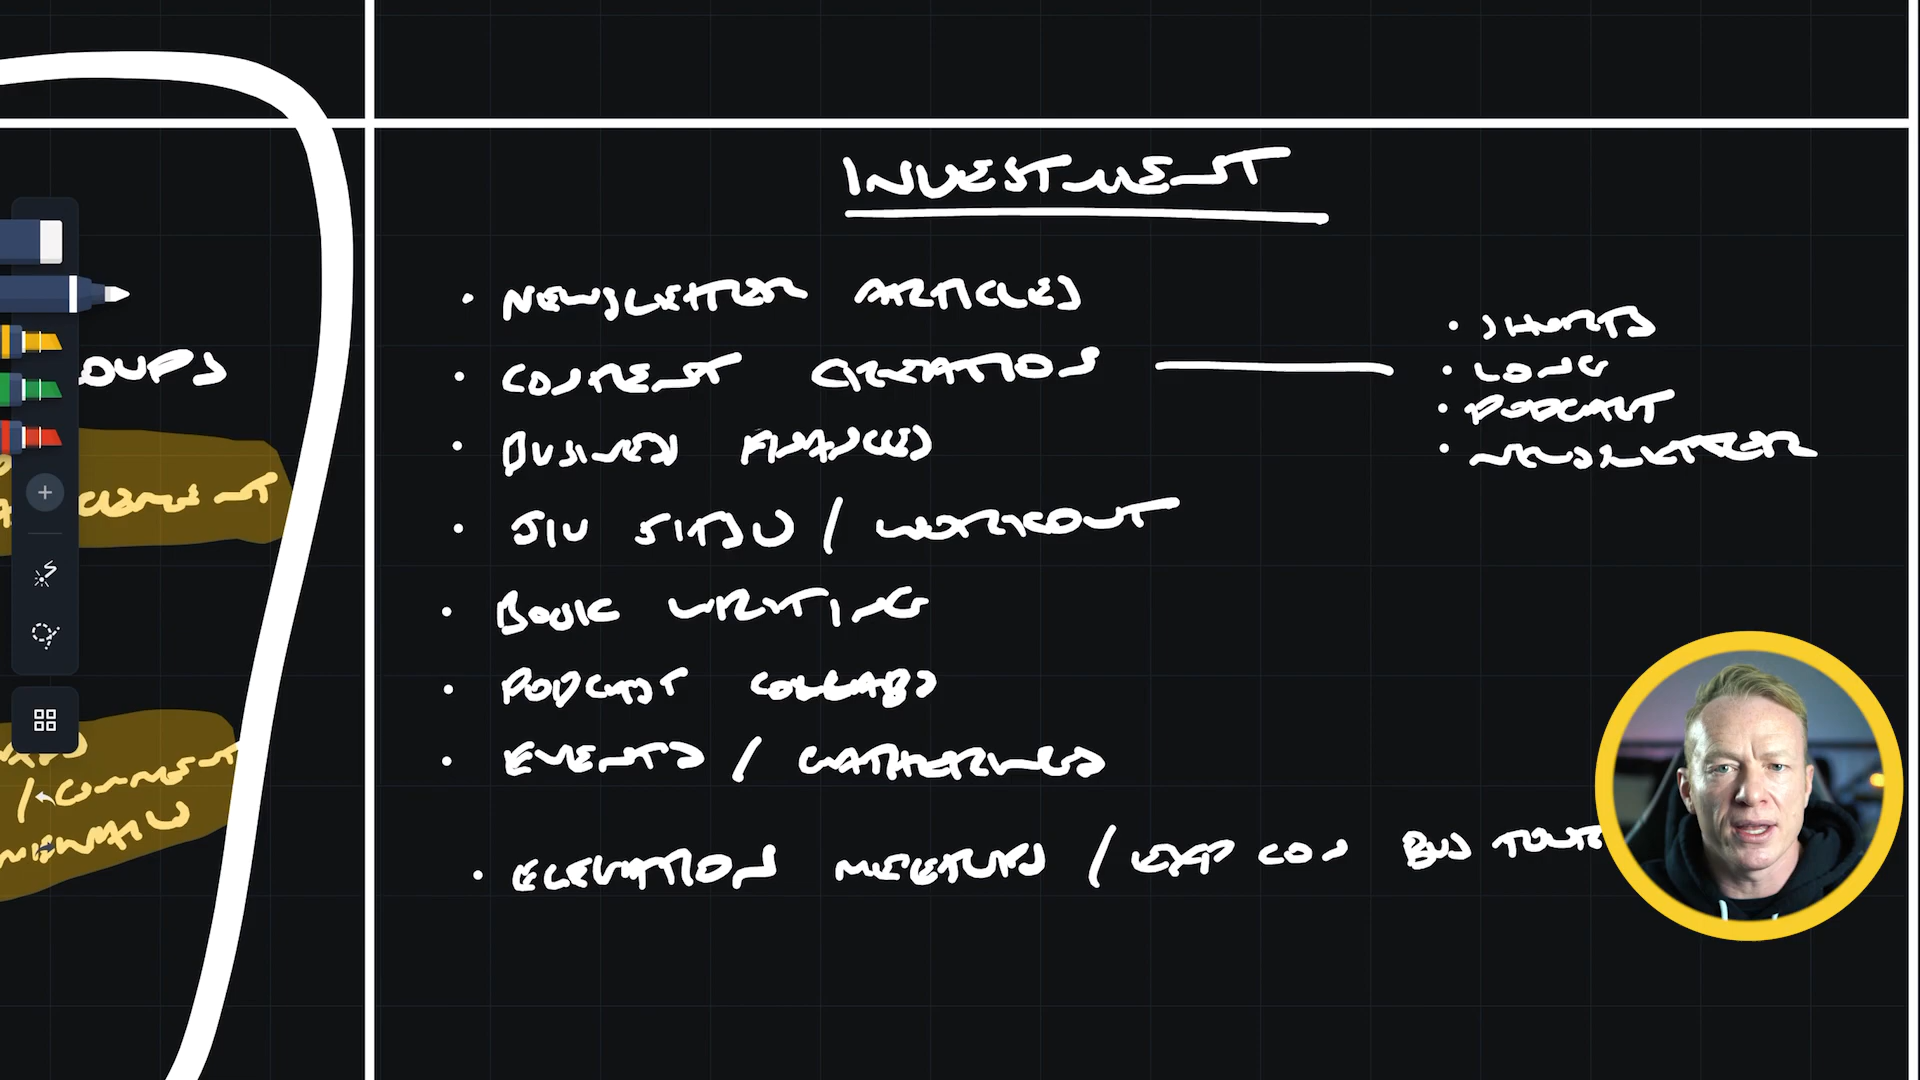 INVESTMENT
• NEWSLETTER ARTICLES
• CONTENT CREATION
• SHORTS
• LONG
• PODCAST
• NEWSLETTER
• BUSINESS FINANCES
• JIU JITSU / WORKOUT
• BOOK WRITING
• PODCAST COLLABS
• EVENTS / GATHERINGS
• ELEVATION MEETUPS / EXP CON BUS TOUR
OUPS
/ COMMENT